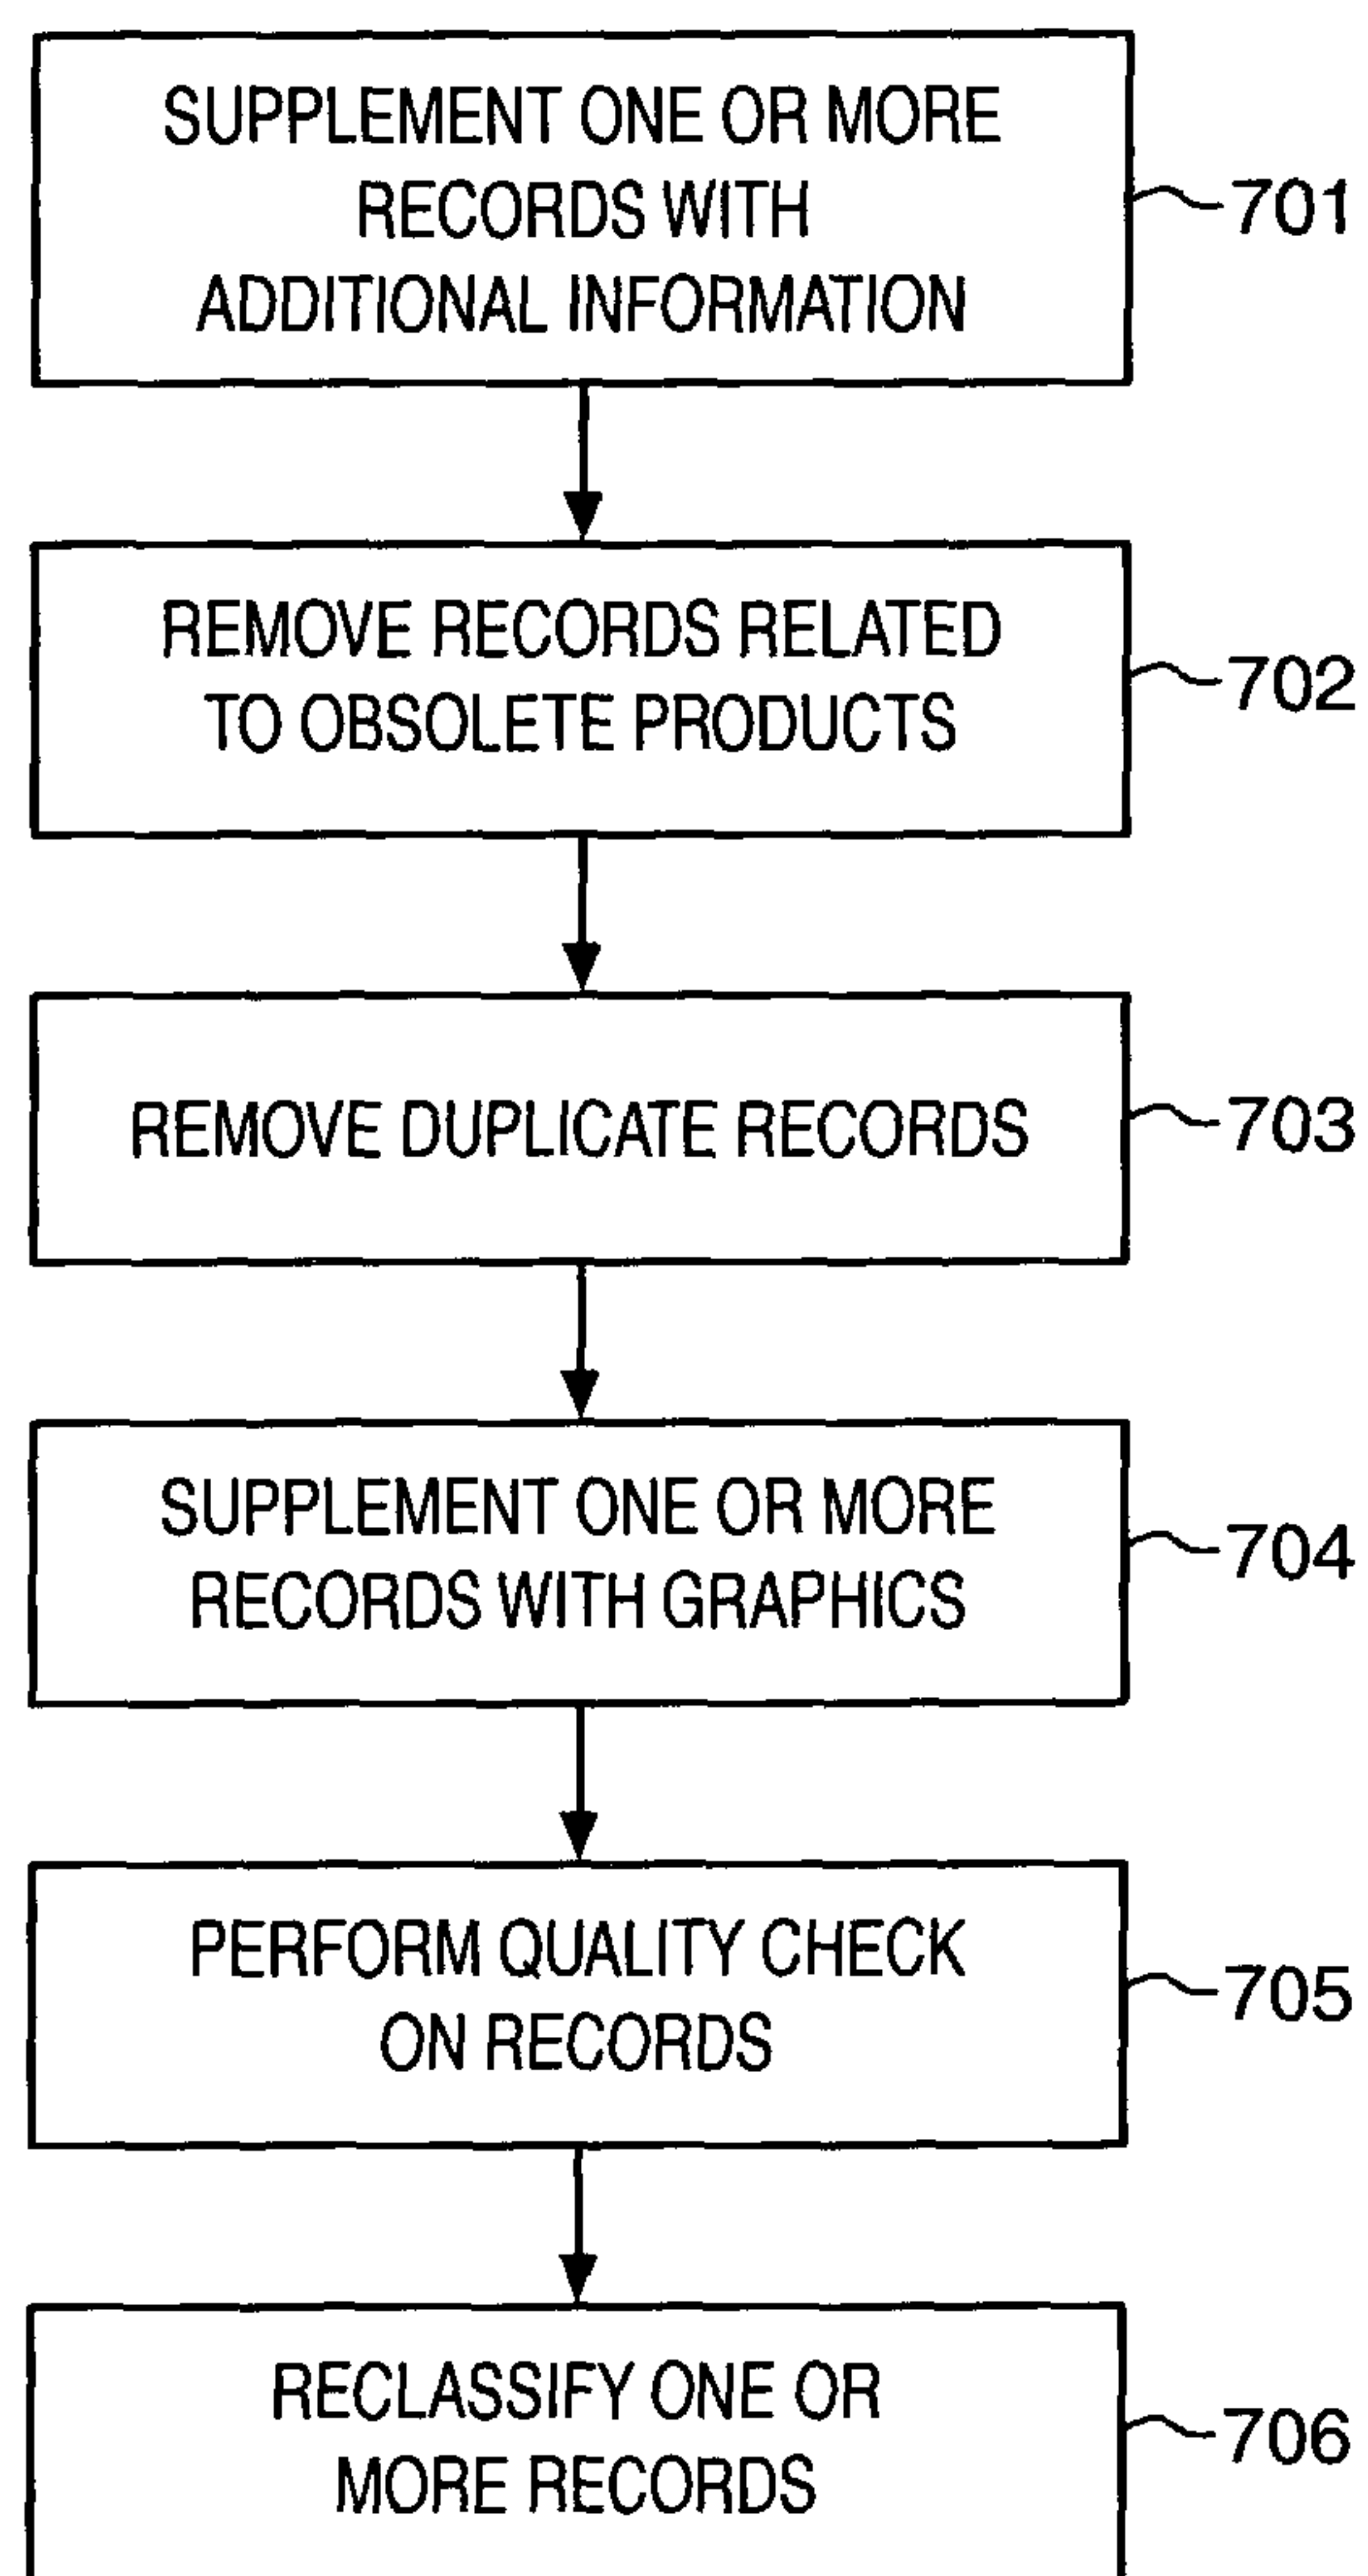 SUPPLEMENT ONE OR MORE
RECORDS WITH
ADDITIONAL INFORMATION
701
REMOVE RECORDS RELATED
TO OBSOLETE PRODUCTS
702
REMOVE DUPLICATE RECORDS
703
SUPPLEMENT ONE OR MORE
RECORDS WITH GRAPHICS
704
PERFORM QUALITY CHECK
ON RECORDS
705
RECLASSIFY ONE OR
MORE RECORDS
706